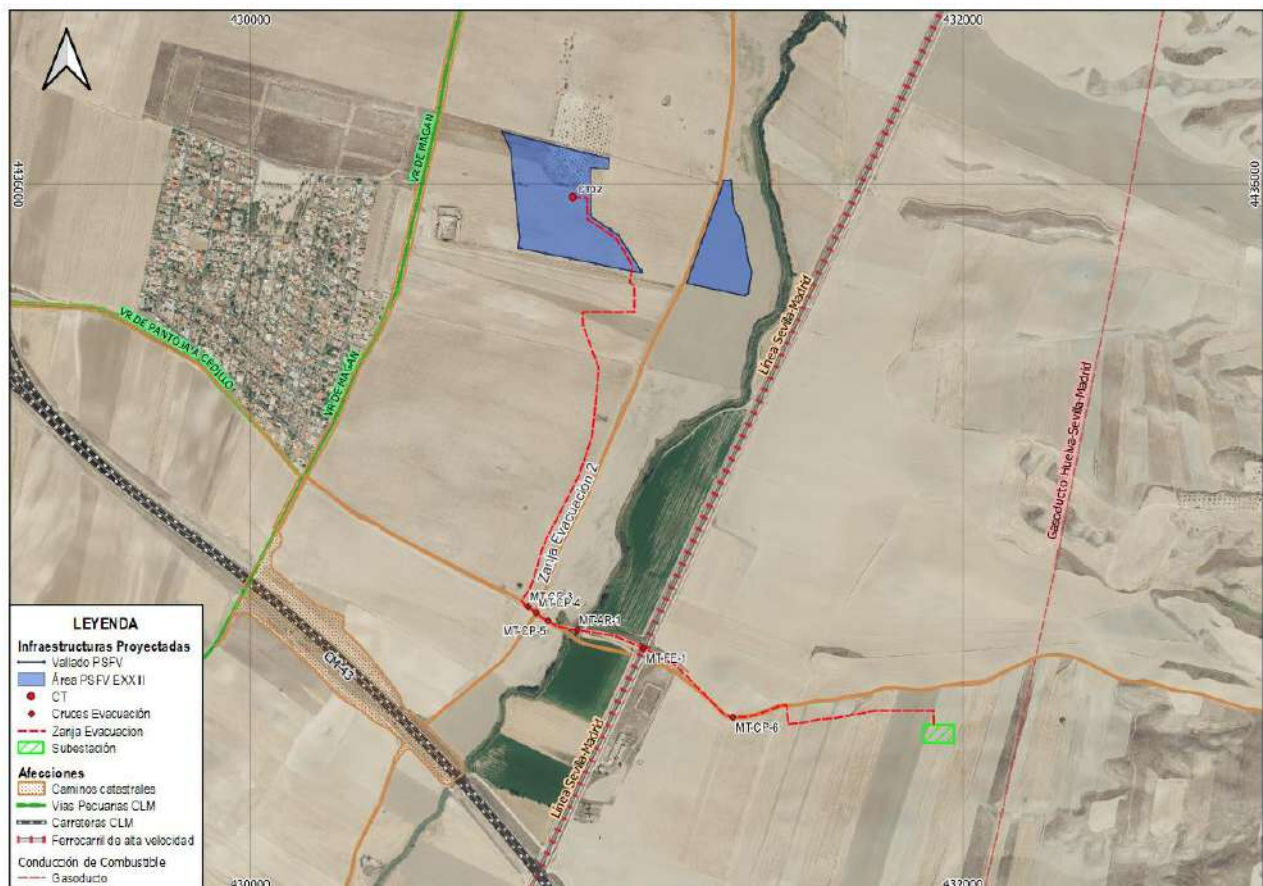 430000
432000
4436000
4436000
VR DE MAGAN
CT02
Línea Sevilla-Madrid
VR DE PANTOJA A CEDILLO
VR DE MAGAN
Gasoducto Huelva-Sevilla-Madrid
Zanja Evacuacion 2
MT-CP-3
MT-CP-4
MT-CP-5
MT-AR-1
MT-FE-1
MT-CP-6
CM-43
Línea Sevilla-Madrid
LEYENDA
Infraestructuras Proyectadas
Vallado PSFV
Área PSFV EXXIII
CT
Cruces Evacuación
Zanja Evacuacion
Subestación
Afecciones
Caminos catastrales
Vías Pecuarias CLM
Carreteras CLM
Ferrocarril de alta velocidad
Conducción de Combustible
Gasoducto
430000
432000